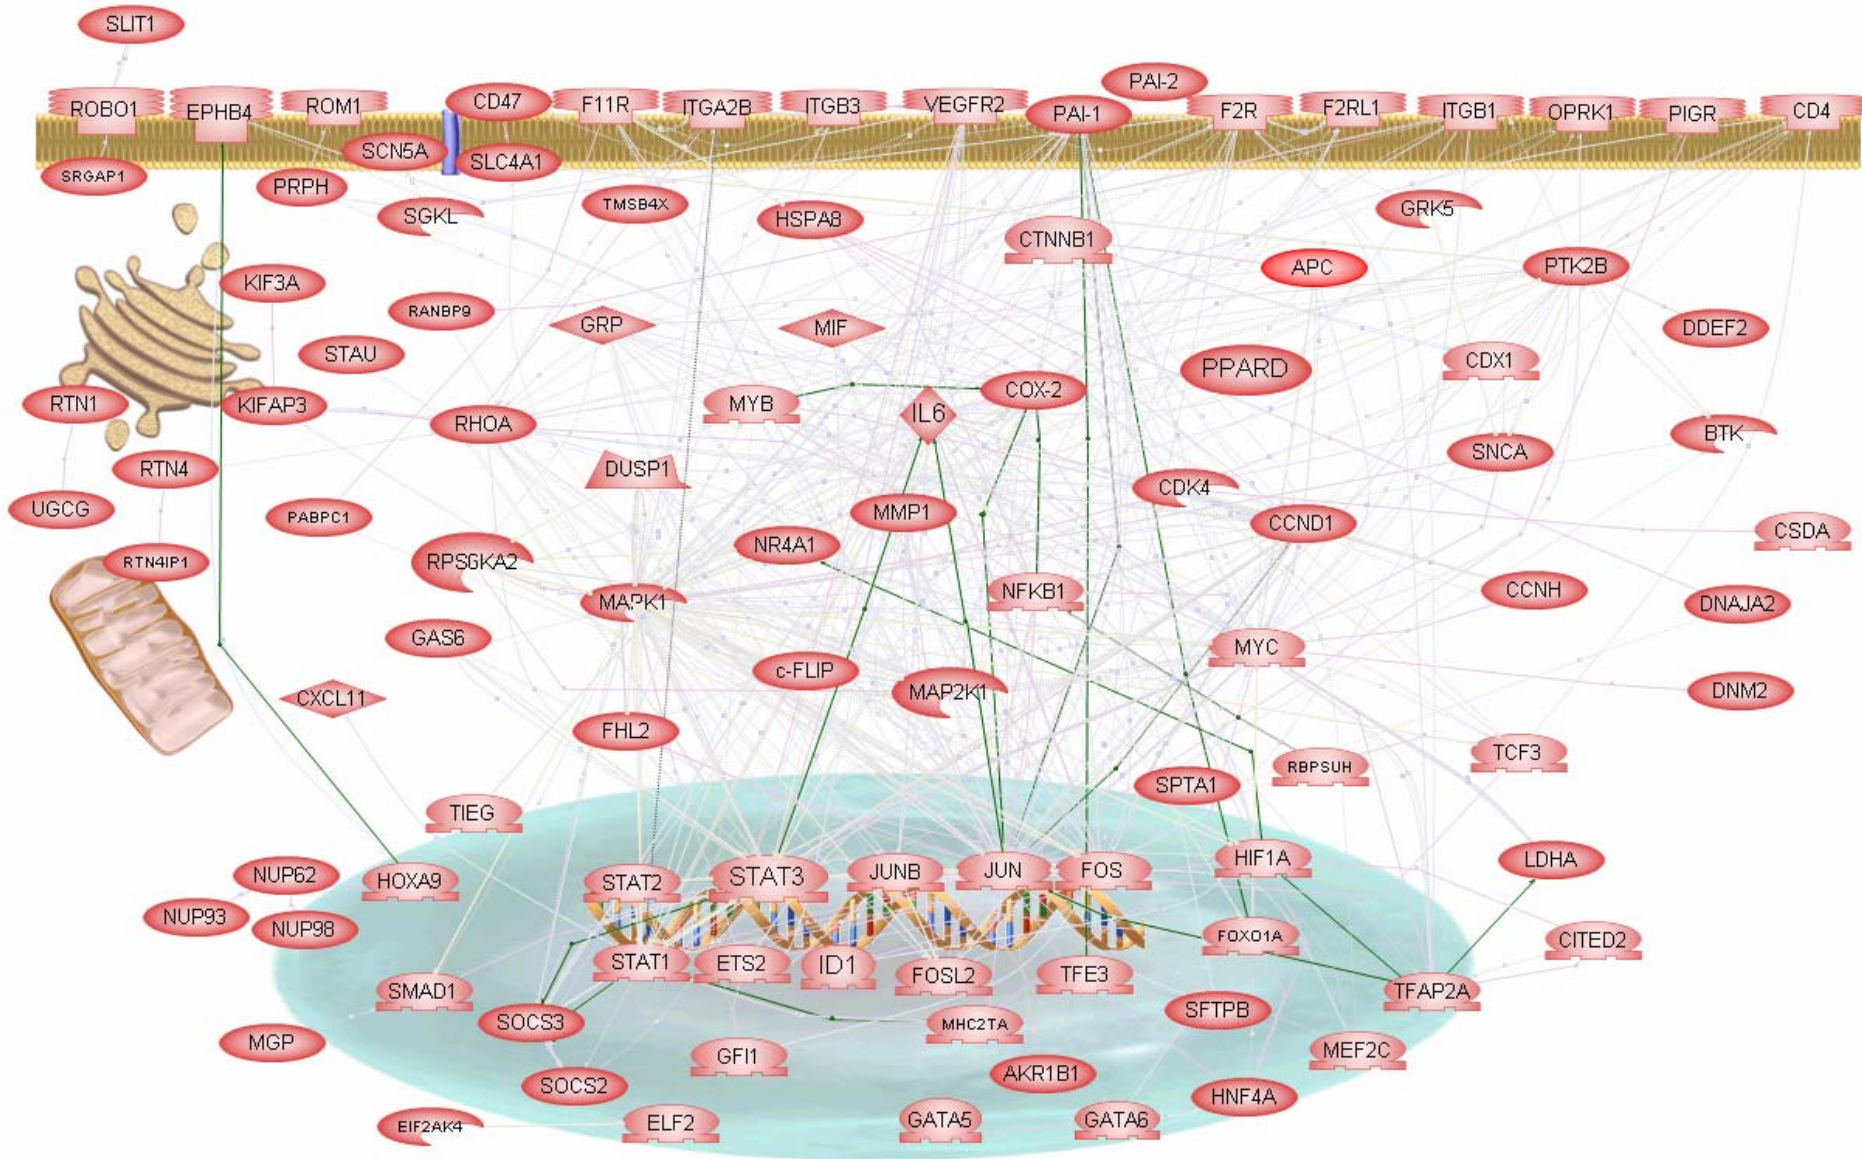 SLIT1
PAI-2
ROBO1
EPHB4
ROM1
CD47
F11R
ITGA2B
ITGB3
VEGFR2
PAI-1
F2R
F2RL1
ITGB1
OPRK1
PIGR
CD4
SCN5A
SLC4A1
SRGAP1
PRPH
SGKL
TMSB4X
HSPA8
GRK5
CTNNB1
APC
PTK2B
KIF3A
RANBP9
GRP
MIF
DDEF2
STAU
CDX1
PPARD
COX-2
RTN1
KIFAP3
MYB
IL6
RHOA
BTK
SNCA
RTN4
DUSP1
CDK4
UGCG
PABPC1
MMP1
CCND1
CSDA
NR4A1
RTN4IP1
RPS6KA2
NFKB1
CCNH
MAPK1
DNAJA2
GAS6
MYC
c-FLIP
MAP2K1
DNM2
CXCL11
FHL2
TCF3
RBPSUH
SPTA1
TIEG
HIF1A
LDHA
NUP62
HOXA9
STAT2
STAT3
JUNB
JUN
FOS
NUP93
NUP98
FOXO1A
CITED2
STAT1
ETS2
ID1
FOSL2
TFE3
SMAD1
TFAP2A
SOCS3
MHC2TA
SFTPB
MGP
GFI1
MEF2C
AKR1B1
SOCS2
HNF4A
EIF2AK4
ELF2
GATA5
GATA6